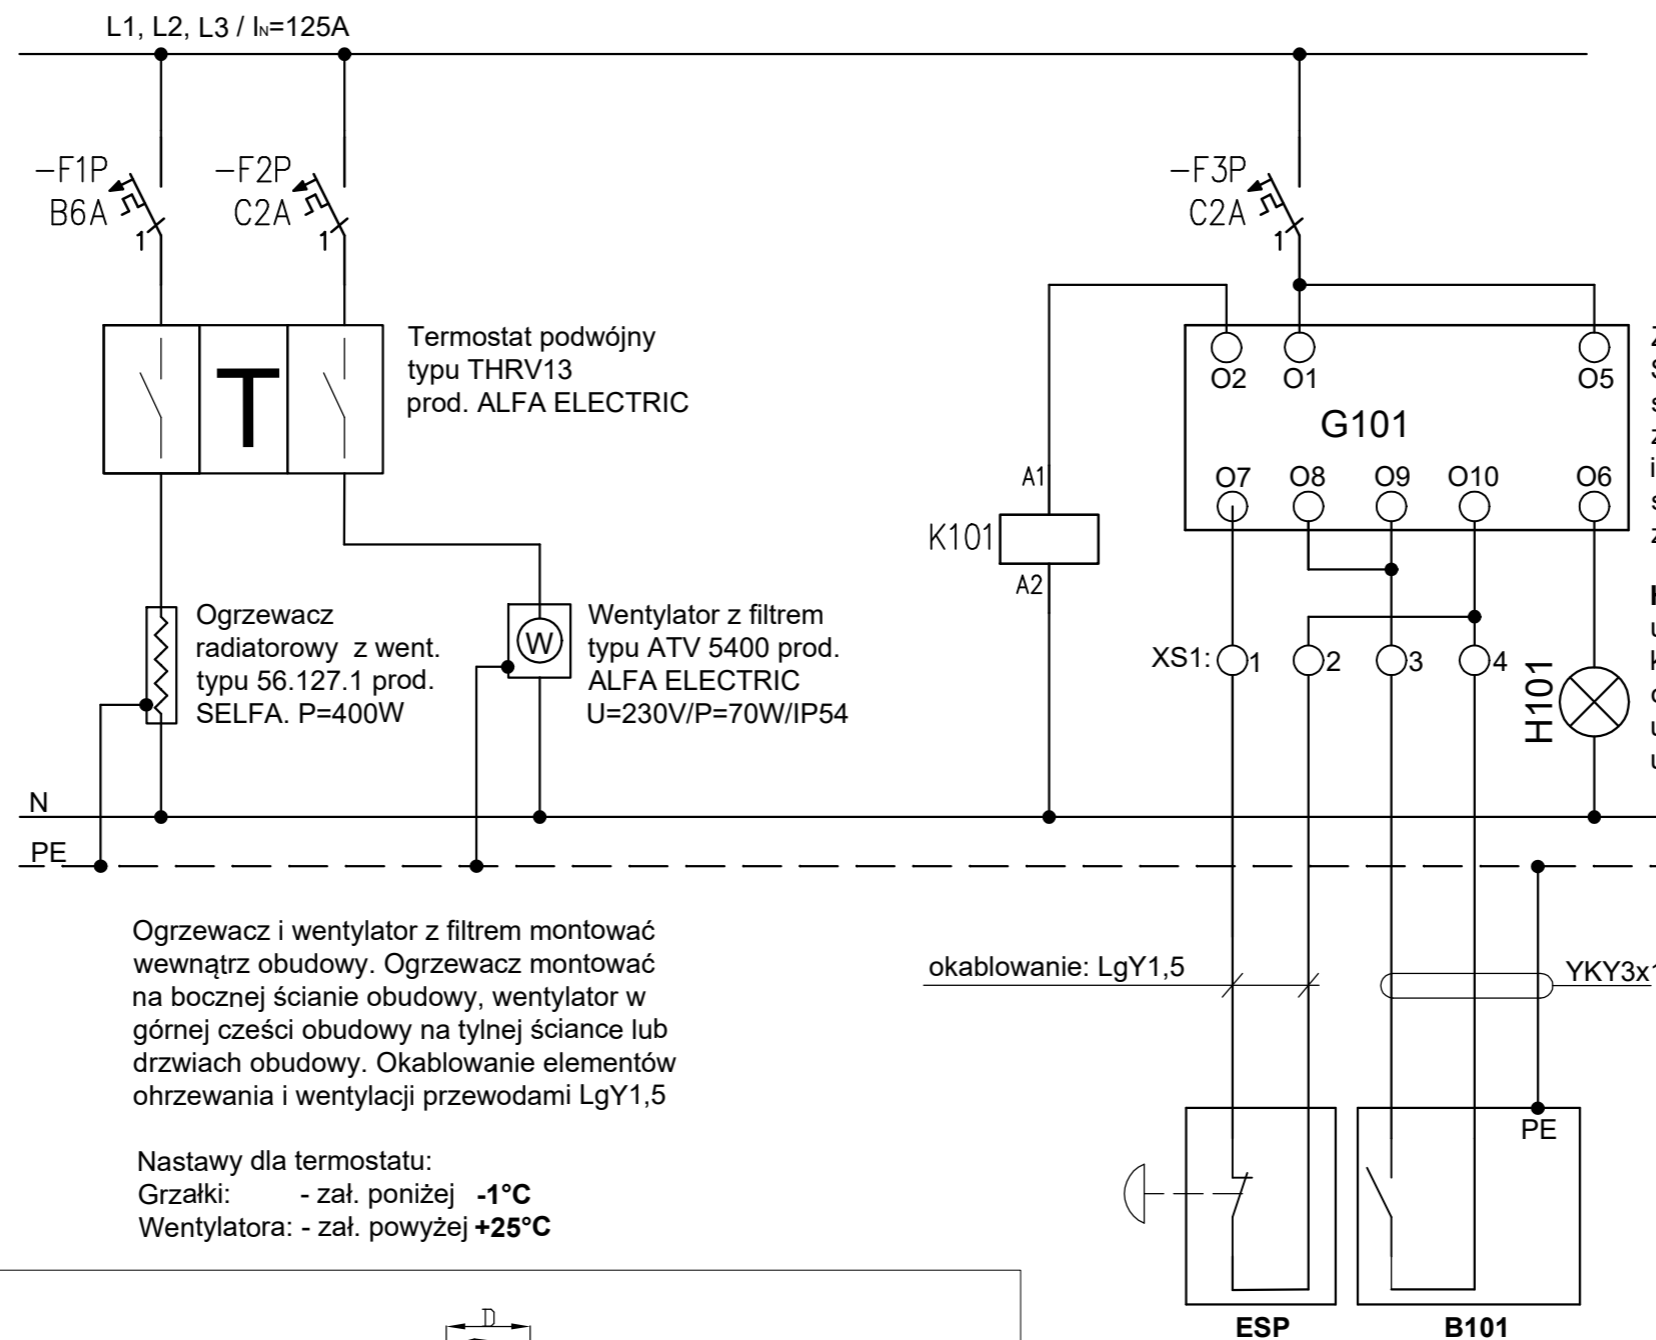 L1, L2, L3 / IN=125A
-F1P
B6A
1
-F2P
C2A
1
-F3P
C2A
1
Termostat podwójny
typu THRV13
prod. ALFA ELECTRIC
T
O2
O1
O5
G101
O7
O8
O9
O10
O6
A1
K101
A2
Ogrzewacz
radiatorowy z went.
typu 56.127.1 prod.
SELFA. P=400W
W
Wentylator z filtrem
typu ATV 5400 prod.
ALFA ELECTRIC
U=230V/P=70W/IP54
XS1:
1
2
3
4
H101
N
PE
Ogrzewacz i wentylator z filtrem montować
wewnątrz obudowy. Ogrzewacz montować
na bocznej ścianie obudowy, wentylator w
górnej cześci obudowy na tylnej ściance lub
drzwiach obudowy. Okablowanie elementów
ohrzewania i wentylacji przewodami LgY1,5
okablowanie: LgY1,5
YKY3x1
PE
Nastawy dla termostatu:
Grzałki: - zał. poniżej -1°C
Wentylatora: - zał. powyżej +25°C
D
ESP
B101